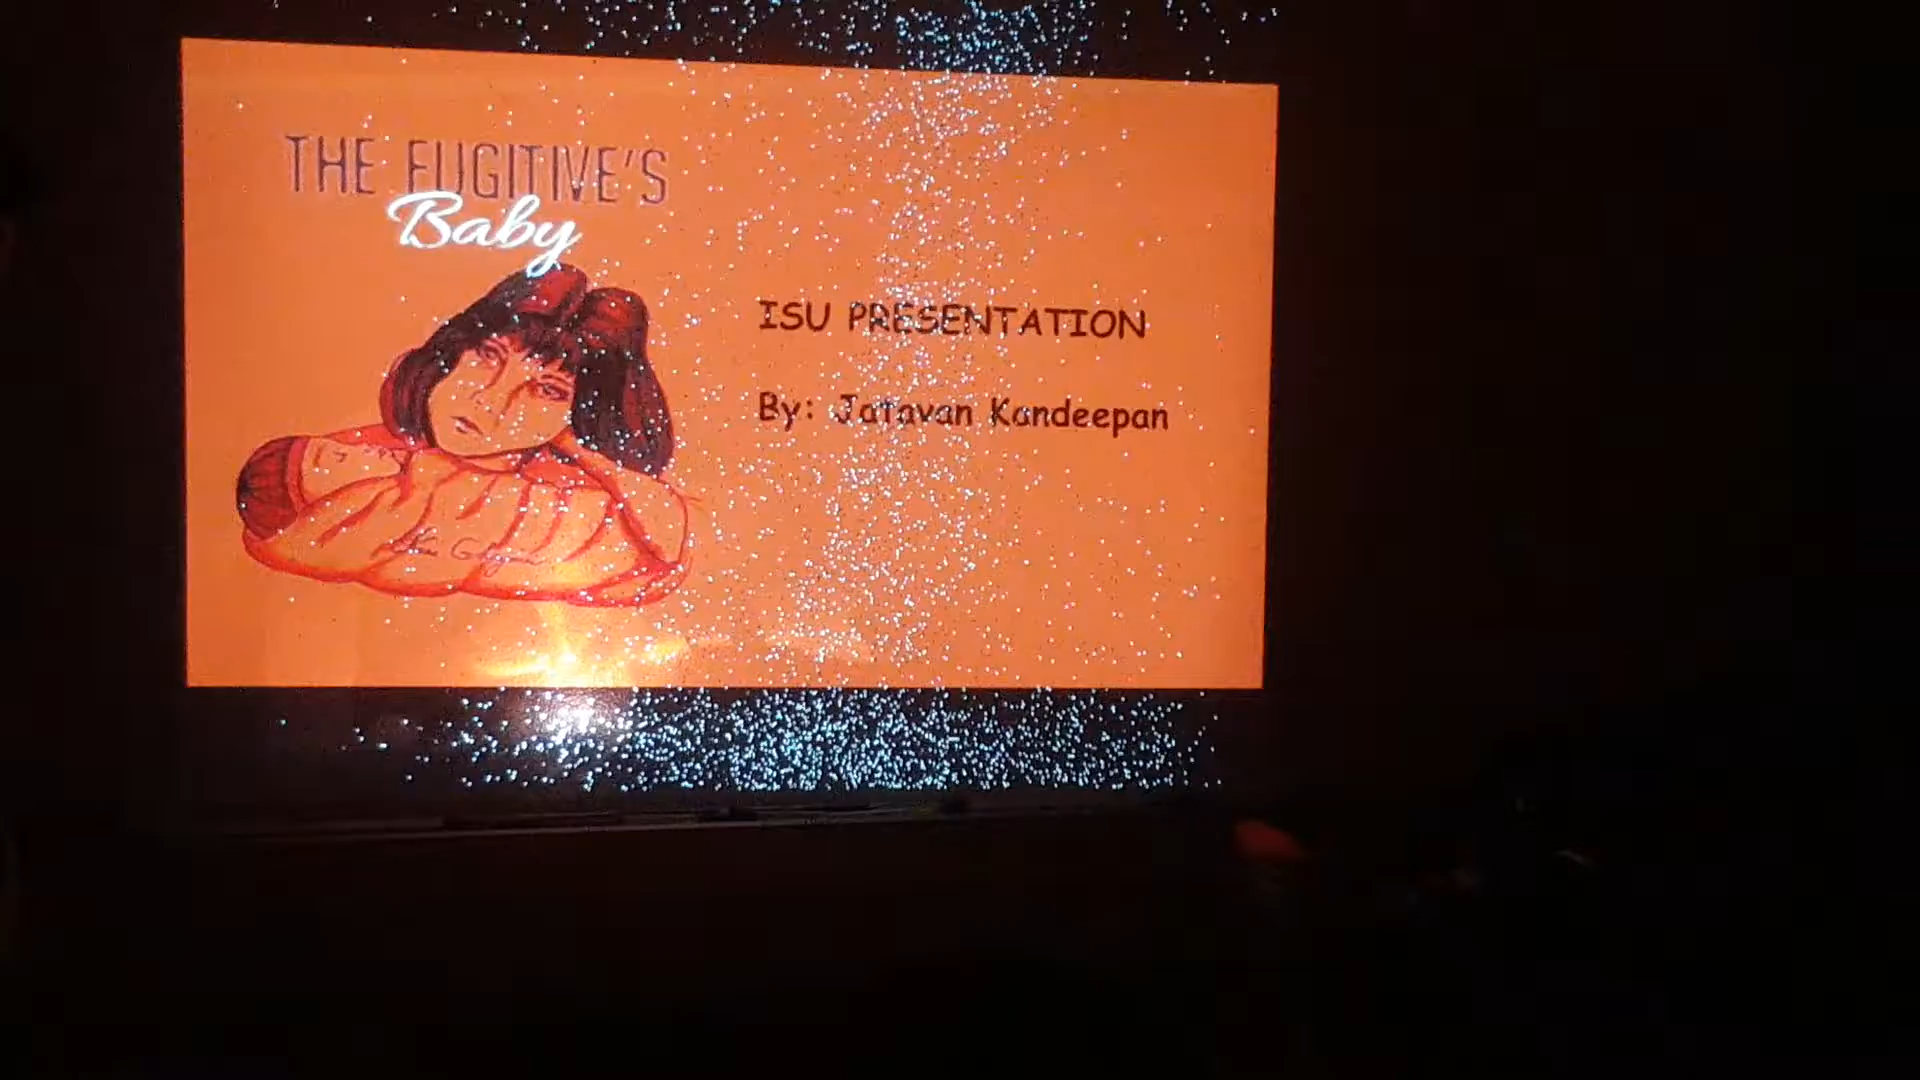 THE FUGITIVE'S
Baby
ISU PRESENTATION
By: Jatavan Kandeepan